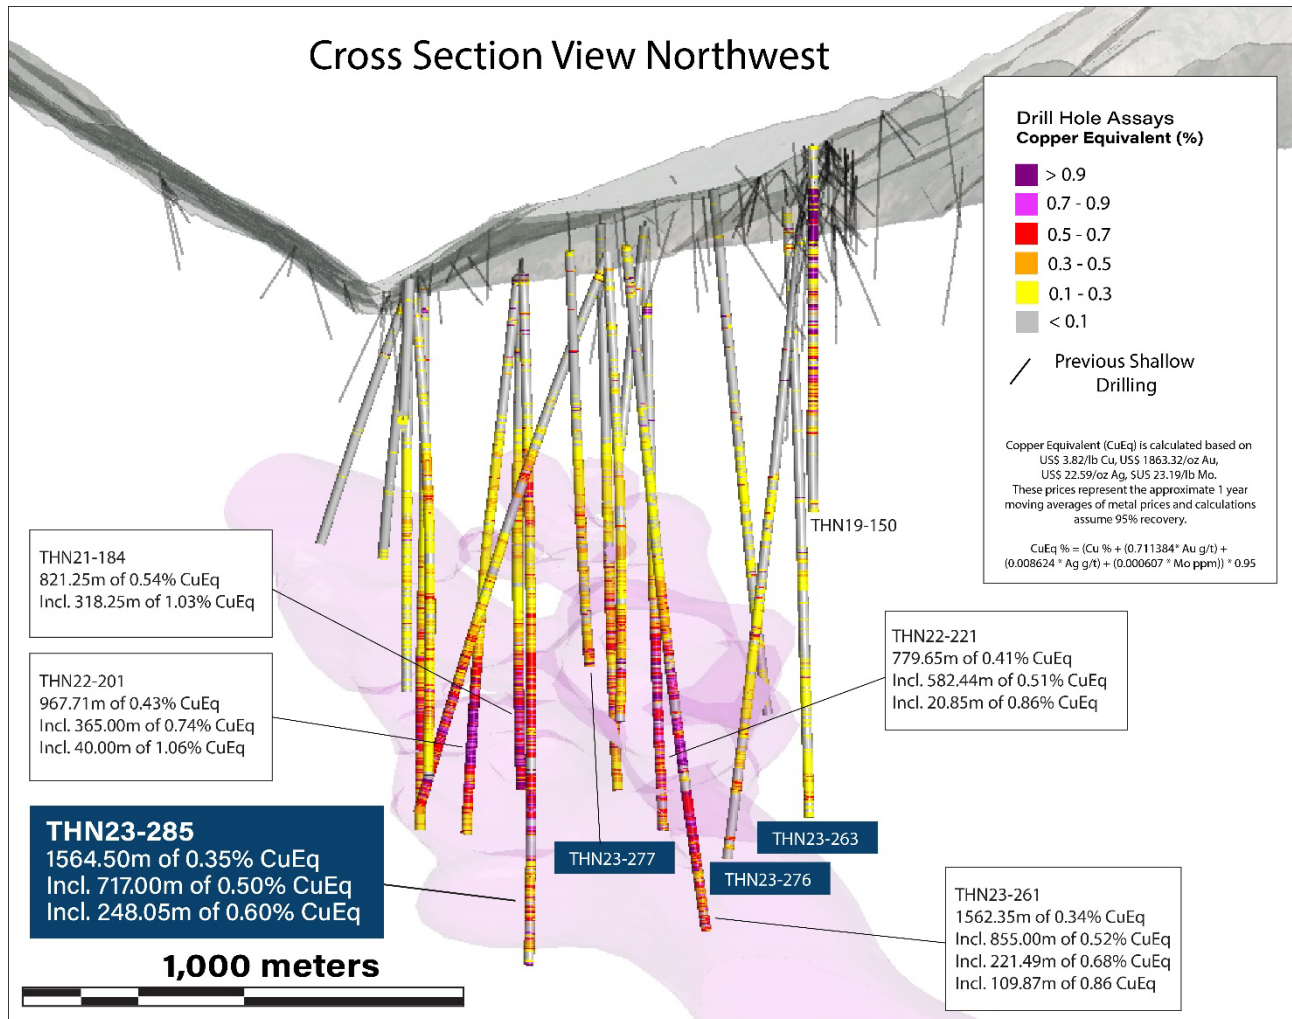 Cross Section View Northwest
Drill Hole Assays
Copper Equivalent (%)
> 0.9
0.7 - 0.9
0.5 - 0.7
0.3 - 0.5
0.1 - 0.3
< 0.1
Previous Shallow
Drilling
Copper Equivalent (CuEq) is calculated based on
US$ 3.82/lb Cu, US$ 1863.32/oz Au,
US$ 22.59/oz Ag, $US 23.19/lb Mo.
These prices represent the approximate 1 year
moving averages of metal prices and calculations
assume 95% recovery.
CuEq % = (Cu % + (0.711384* Au g/t) +
(0.008624 * Ag g/t) + (0.000607 * Mo ppm)) * 0.95
THN19-150
THN21-184
821.25m of 0.54% CuEq
Incl. 318.25m of 1.03% CuEq
THN22-201
967.71m of 0.43% CuEq
Incl. 365.00m of 0.74% CuEq
Incl. 40.00m of 1.06% CuEq
THN22-221
779.65m of 0.41% CuEq
Incl. 582.44m of 0.51% CuEq
Incl. 20.85m of 0.86% CuEq
THN23-285
1564.50m of 0.35% CuEq
Incl. 717.00m of 0.50% CuEq
Incl. 248.05m of 0.60% CuEq
THN23-277
THN23-263
THN23-276
THN23-261
1562.35m of 0.34% CuEq
Incl. 855.00m of 0.52% CuEq
Incl. 221.49m of 0.68% CuEq
Incl. 109.87m of 0.86 CuEq
1,000 meters